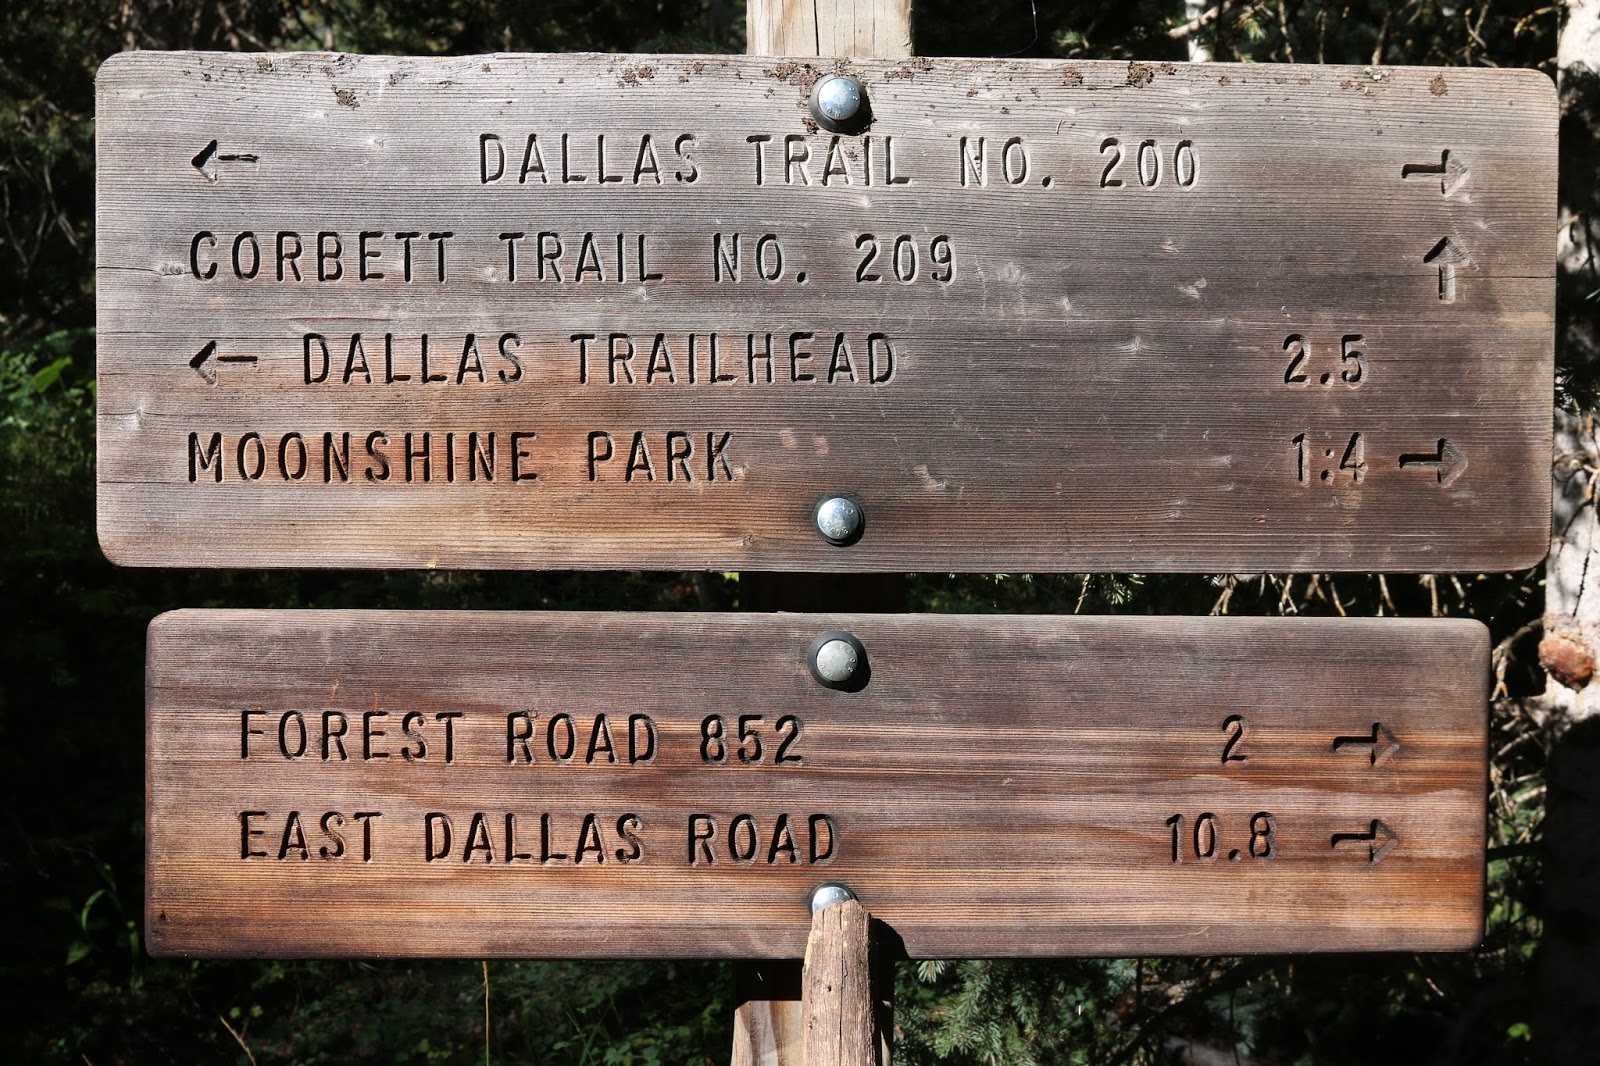 ← DALLAS TRAIL NO. 200 →
CORBETT TRAIL NO. 209 ↑
← DALLAS TRAILHEAD 2.5
MOONSHINE PARK 1.4 →
FOREST ROAD 852 2 →
EAST DALLAS ROAD 10.8 →